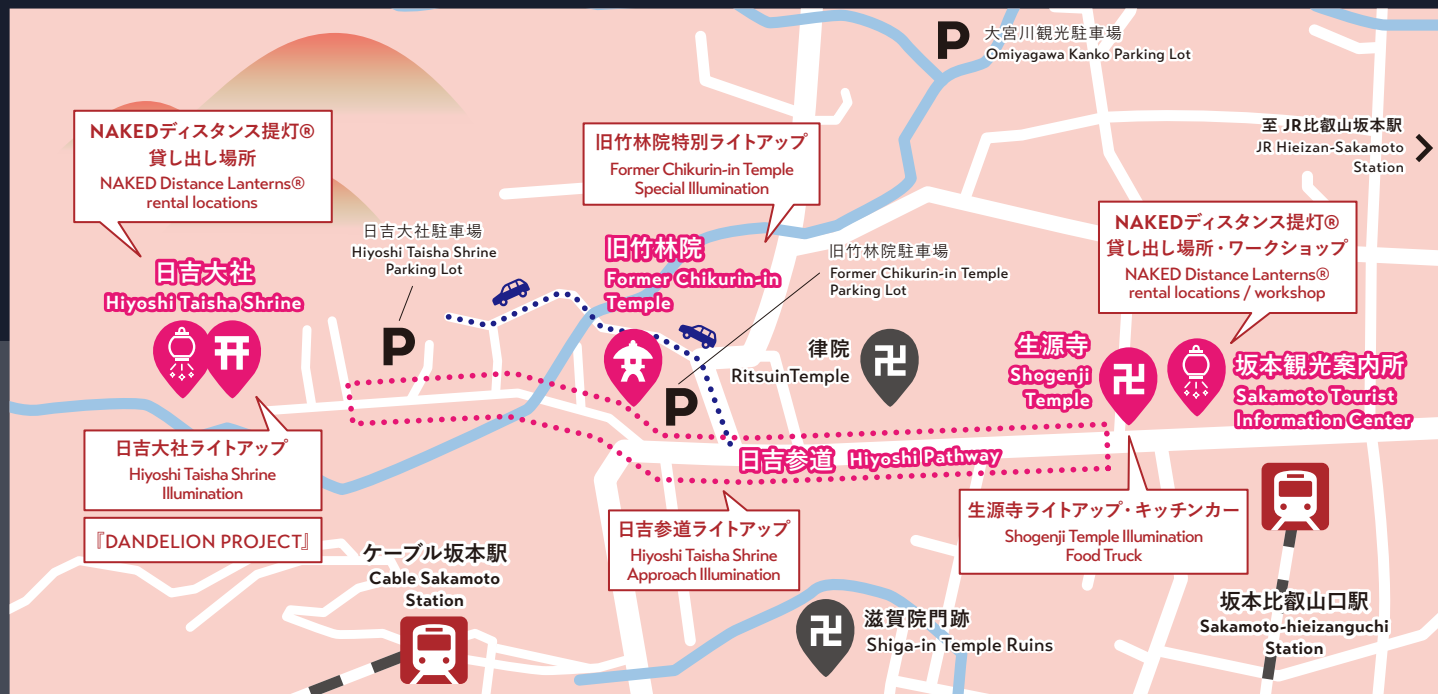 大宮川観光駐車場
Omiyagawa Kanko Parking Lot
P
至 JR比叡山坂本駅
JR Hieizan-Sakamoto
Station
NAKEDディスタンス提灯®
貸し出し場所
NAKED Distance Lanterns®
rental locations
旧竹林院特別ライトアップ
Former Chikurin-in Temple
Special Illumination
NAKEDディスタンス提灯®
貸し出し場所・ワークショップ
NAKED Distance Lanterns®
rental locations / workshop
日吉大社
Hiyoshi Taisha Shrine
日吉大社駐車場
Hiyoshi Taisha Shrine
Parking Lot
P
旧竹林院
Former Chikurin-in
Temple
旧竹林院駐車場
Former Chikurin-in Temple
Parking Lot
P
律院
RitsuinTemple
卍
生源寺
Shogenji
Temple
卍
坂本観光案内所
Sakamoto Tourist
Information Center
日吉参道 Hiyoshi Pathway
日吉大社ライトアップ
Hiyoshi Taisha Shrine
Illumination
『DANDELION PROJECT』
日吉参道ライトアップ
Hiyoshi Taisha Shrine
Approach Illumination
生源寺ライトアップ・キッチンカー
Shogenji Temple Illumination
Food Truck
ケーブル坂本駅
Cable Sakamoto
Station
卍
滋賀院門跡
Shiga-in Temple Ruins
坂本比叡山口駅
Sakamoto-hieizanguchi
Station